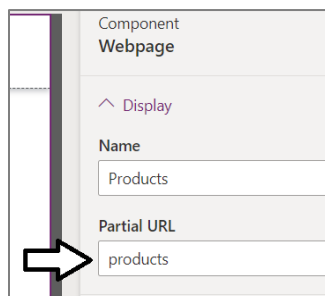 Component
Webpage
Display
Name
Products
Partial URL
products